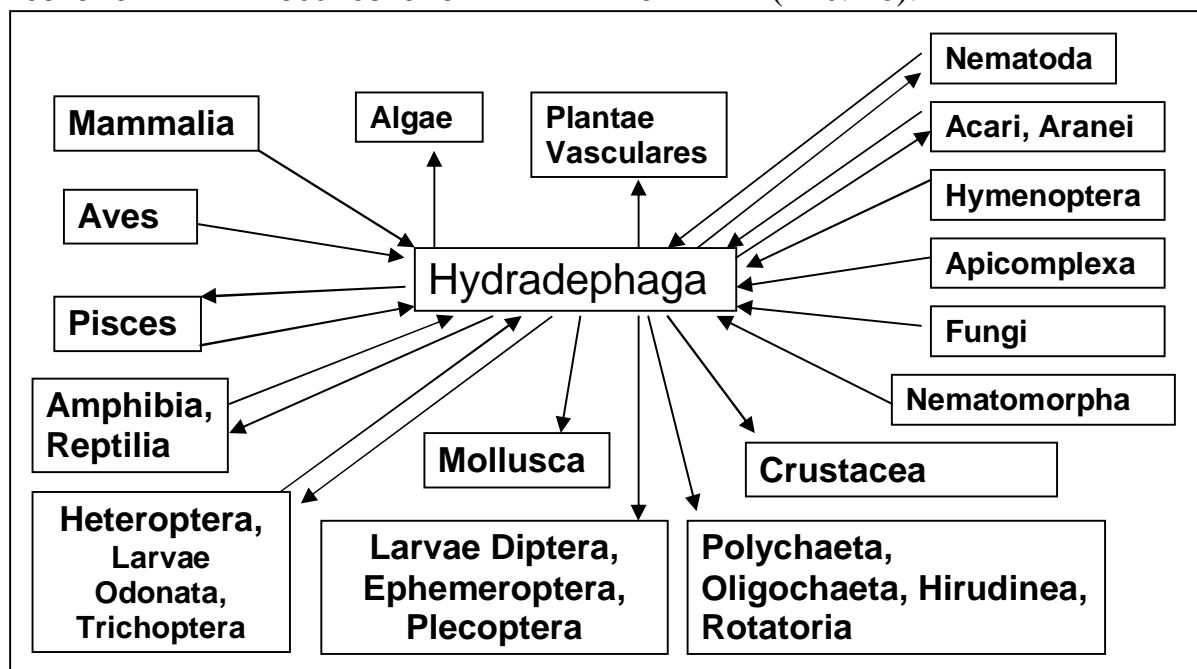 Nematoda
Mammalia
Algae
Plantae
Vasculares
Acari, Aranei
Hymenoptera
Aves
Hydradephaga
Apicomplexa
Pisces
Fungi
Amphibia,
Reptilia
Nematomorpha
Mollusca
Crustacea
Heteroptera,
Larvae
Odonata,
Trichoptera
Larvae Diptera,
Ephemeroptera,
Plecoptera
Polychaeta,
Oligochaeta, Hirudinea,
Rotatoria